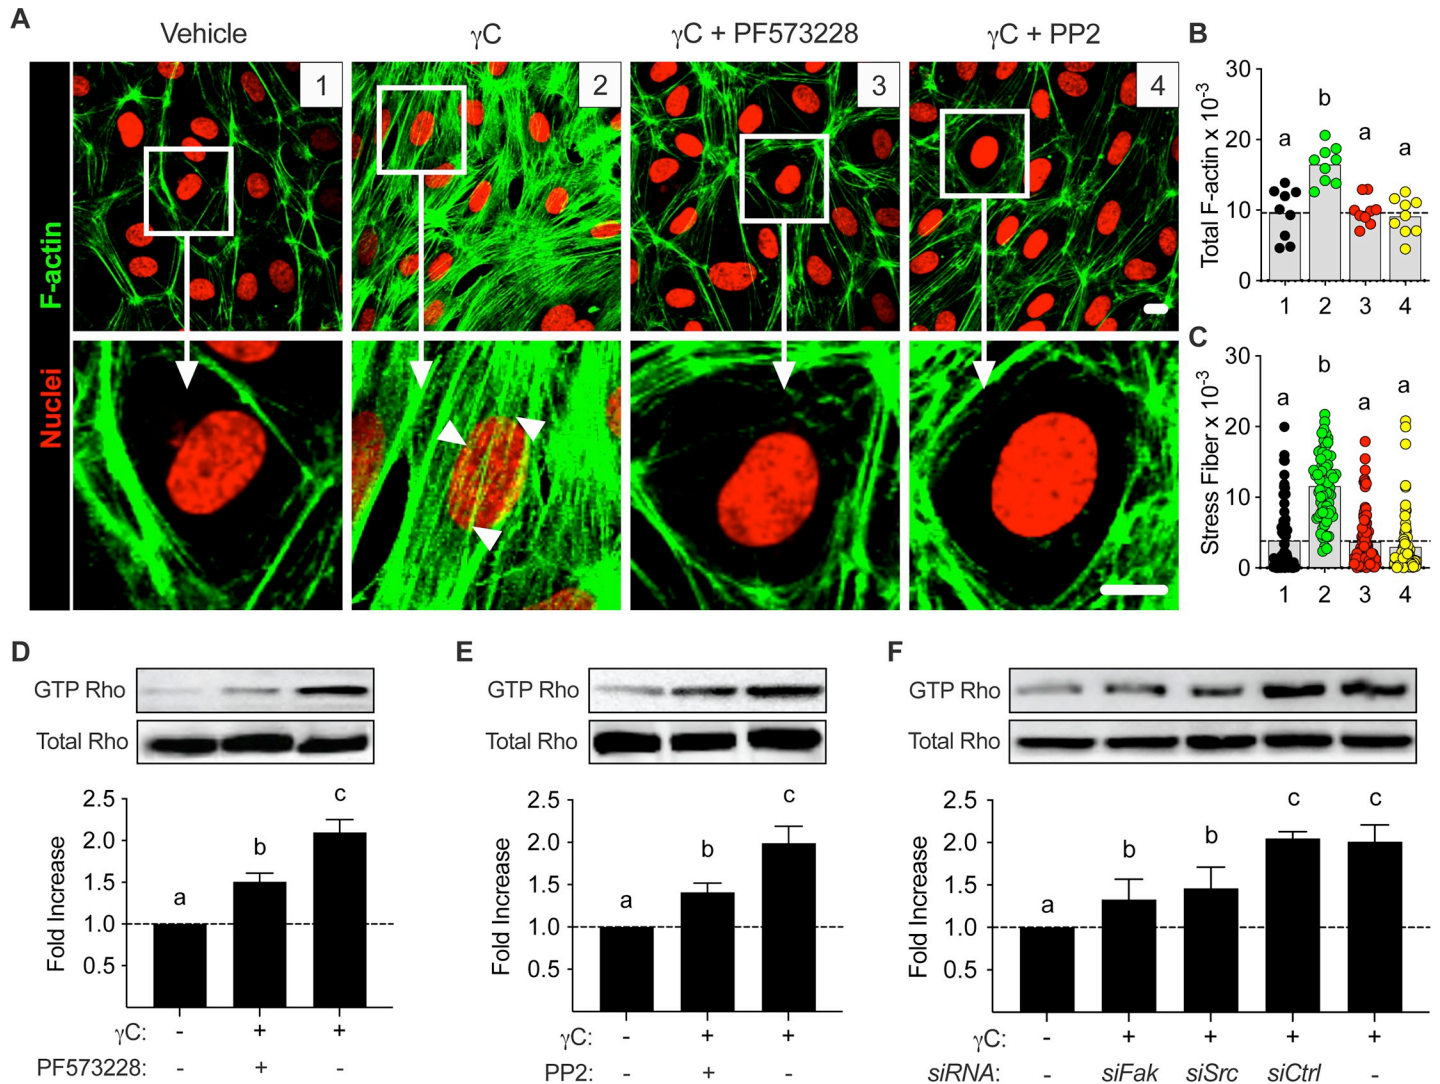 A
Vehicle
γC
γC + PF573228
γC + PP2
1
2
3
4
F-actin
Nuclei
B
Total F-actin x 10-3
30
20
10
0
a
b
a
a
1 2 3 4
C
Stress Fiber x 10-3
30
20
10
0
a
b
a
a
1 2 3 4
D
GTP Rho
Total Rho
Fold Increase
2.5
2.0
1.5
1.0
0.5
a
b
c
γC: - + +
PF573228: - + -
E
GTP Rho
Total Rho
Fold Increase
2.5
2.0
1.5
1.0
0.5
a
b
c
γC: - + +
PP2: - + -
F
GTP Rho
Total Rho
Fold Increase
2.5
2.0
1.5
1.0
0.5
a
b
b
c
c
γC: - + + + +
siRNA: - siFak siSrc siCtrl -